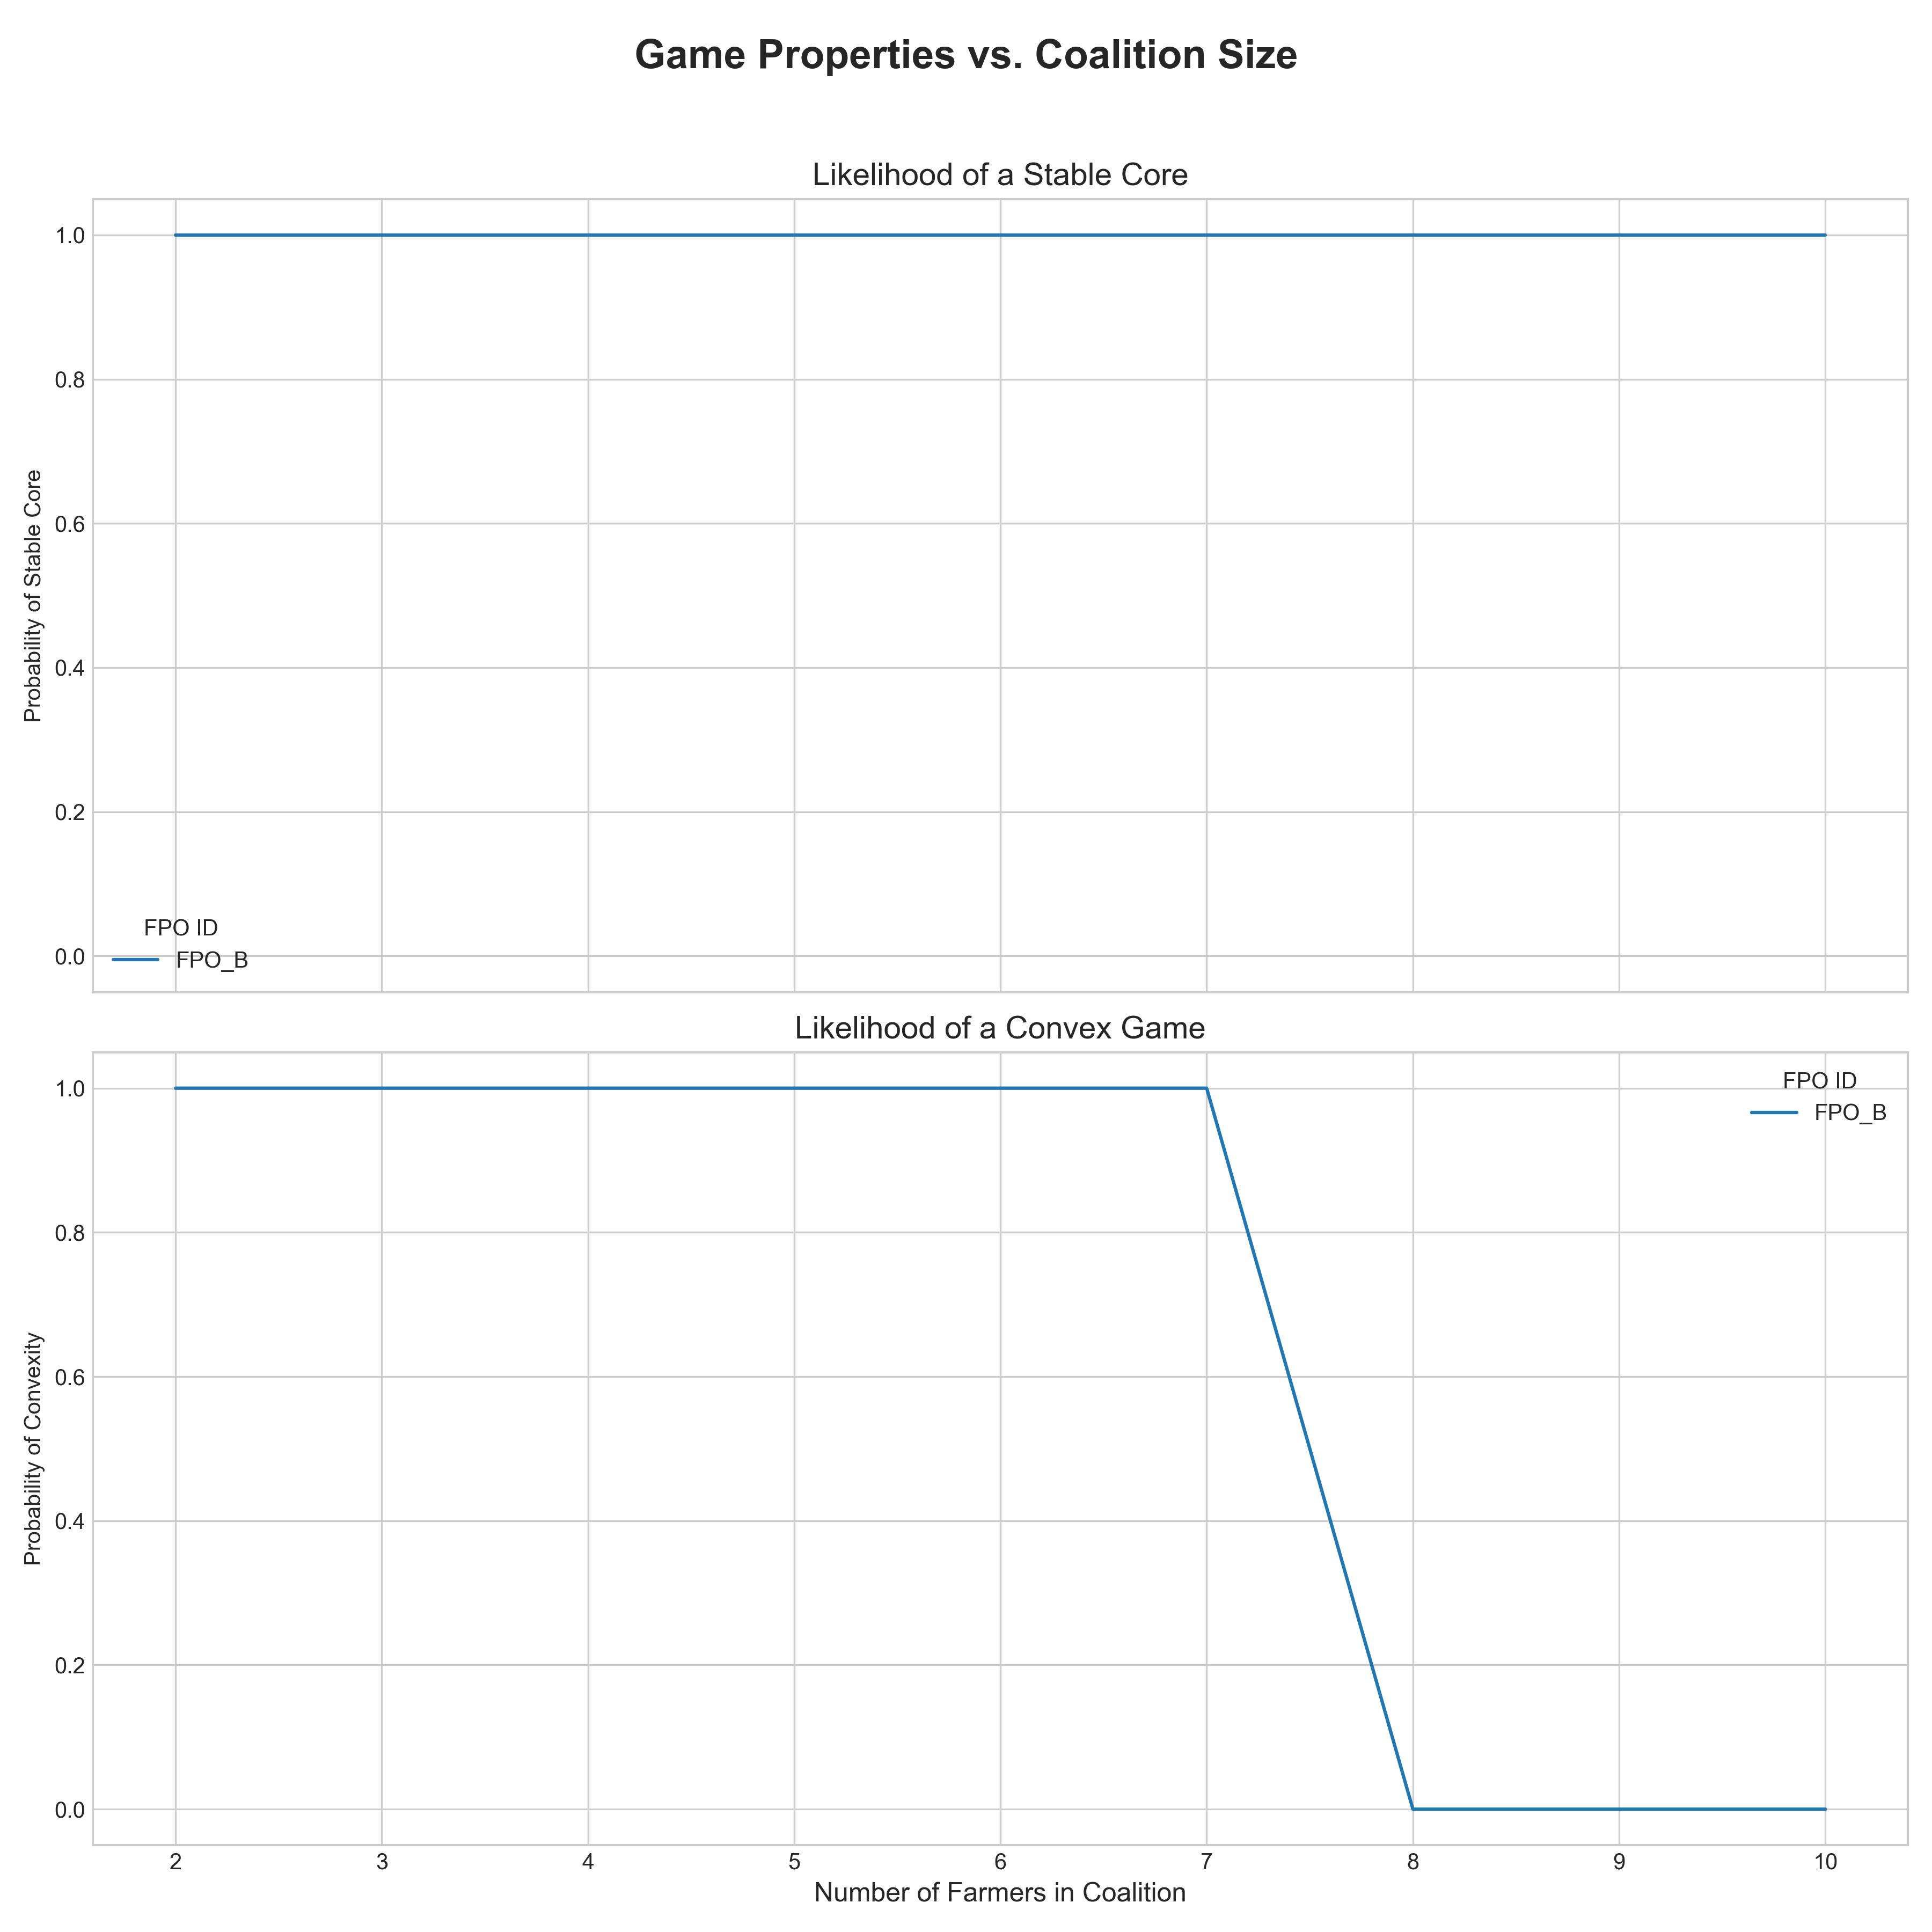 Game Properties vs. Coalition Size
Likelihood of a Stable Core
Probability of Stable Core
1.0
0.8
0.6
0.4
0.2
0.0
FPO ID
FPO_B
Likelihood of a Convex Game
Probability of Convexity
1.0
0.8
0.6
0.4
0.2
0.0
FPO ID
FPO_B
2 3 4 5 6 7 8 9 10
Number of Farmers in Coalition